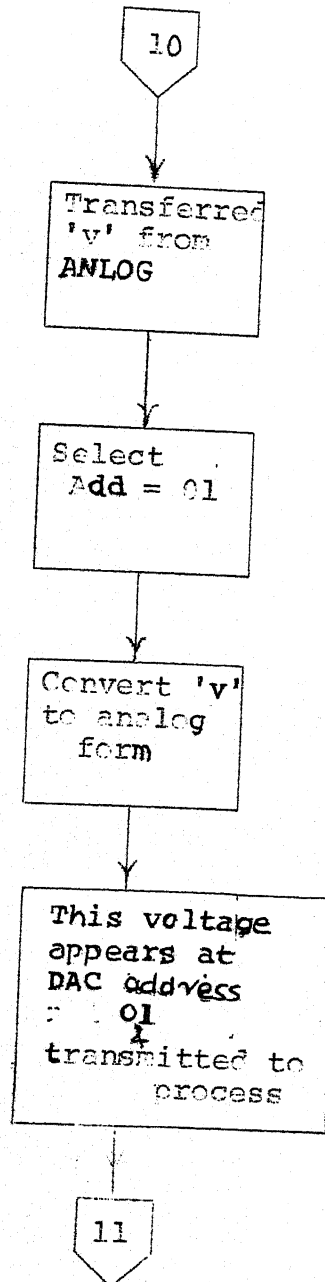 10
Transferred
'v' from
ANLOG
Select
Add = 01
Convert 'v'
to analog
form
This voltage
appears at
DAC address
01
&
transmitted to
process
11